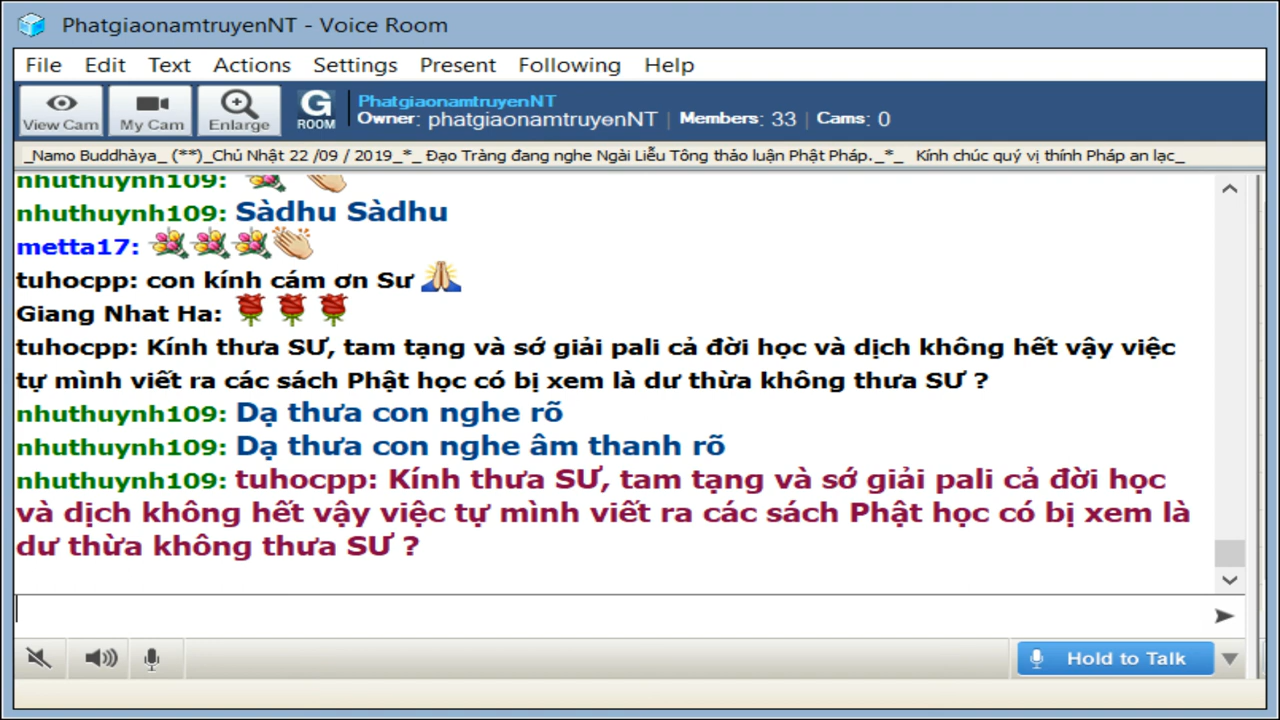 PhatgiaonamtruyenNT - Voice Room
File Edit Text Actions Settings Present Following Help
View Cam My Cam Enlarge G ROOM PhatgiaonamtruyenNT
Owner: phatgiaonamtruyenNT | Members: 33 | Cams: 0
_Namo Buddhàya_ (**)_Chủ Nhật 22 /09 / 2019_*_ Đạo Tràng đang nghe Ngài Liễu Tông thảo luận Phật Pháp._*_ Kính chúc quý vị thính Pháp an lạc_
nhuthuynh109:
nhuthuynh109: Sàdhu Sàdhu
metta17:
tuhocpp: con kính cám ơn Sư
Giang Nhat Ha:
tuhocpp: Kính thưa SƯ, tam tạng và sớ giải pali cả đời học và dịch không hết vậy việc
tự mình viết ra các sách Phật học có bị xem là dư thừa không thưa SƯ ?
nhuthuynh109: Dạ thưa con nghe rõ
nhuthuynh109: Dạ thưa con nghe âm thanh rõ
nhuthuynh109: tuhocpp: Kính thưa SƯ, tam tạng và sớ giải pali cả đời học
và dịch không hết vậy việc tự mình viết ra các sách Phật học có bị xem là
dư thừa không thưa SƯ ?
Hold to Talk